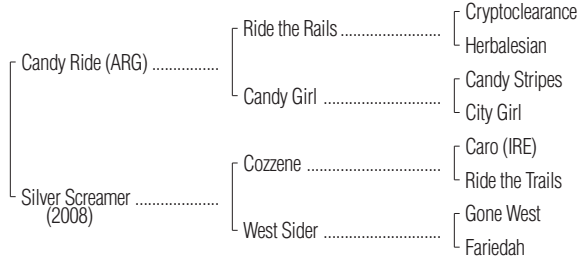 Cryptoclearance
Ride the Rails ........................
Herbalesian
Candy Ride (ARG) ................
Candy Stripes
Candy Girl ............................
City Girl
Caro (IRE)
Cozzene ................................
Ride the Trails
Silver Screamer ....................
(2008)
Gone West
West Sider .............................
Fariedah